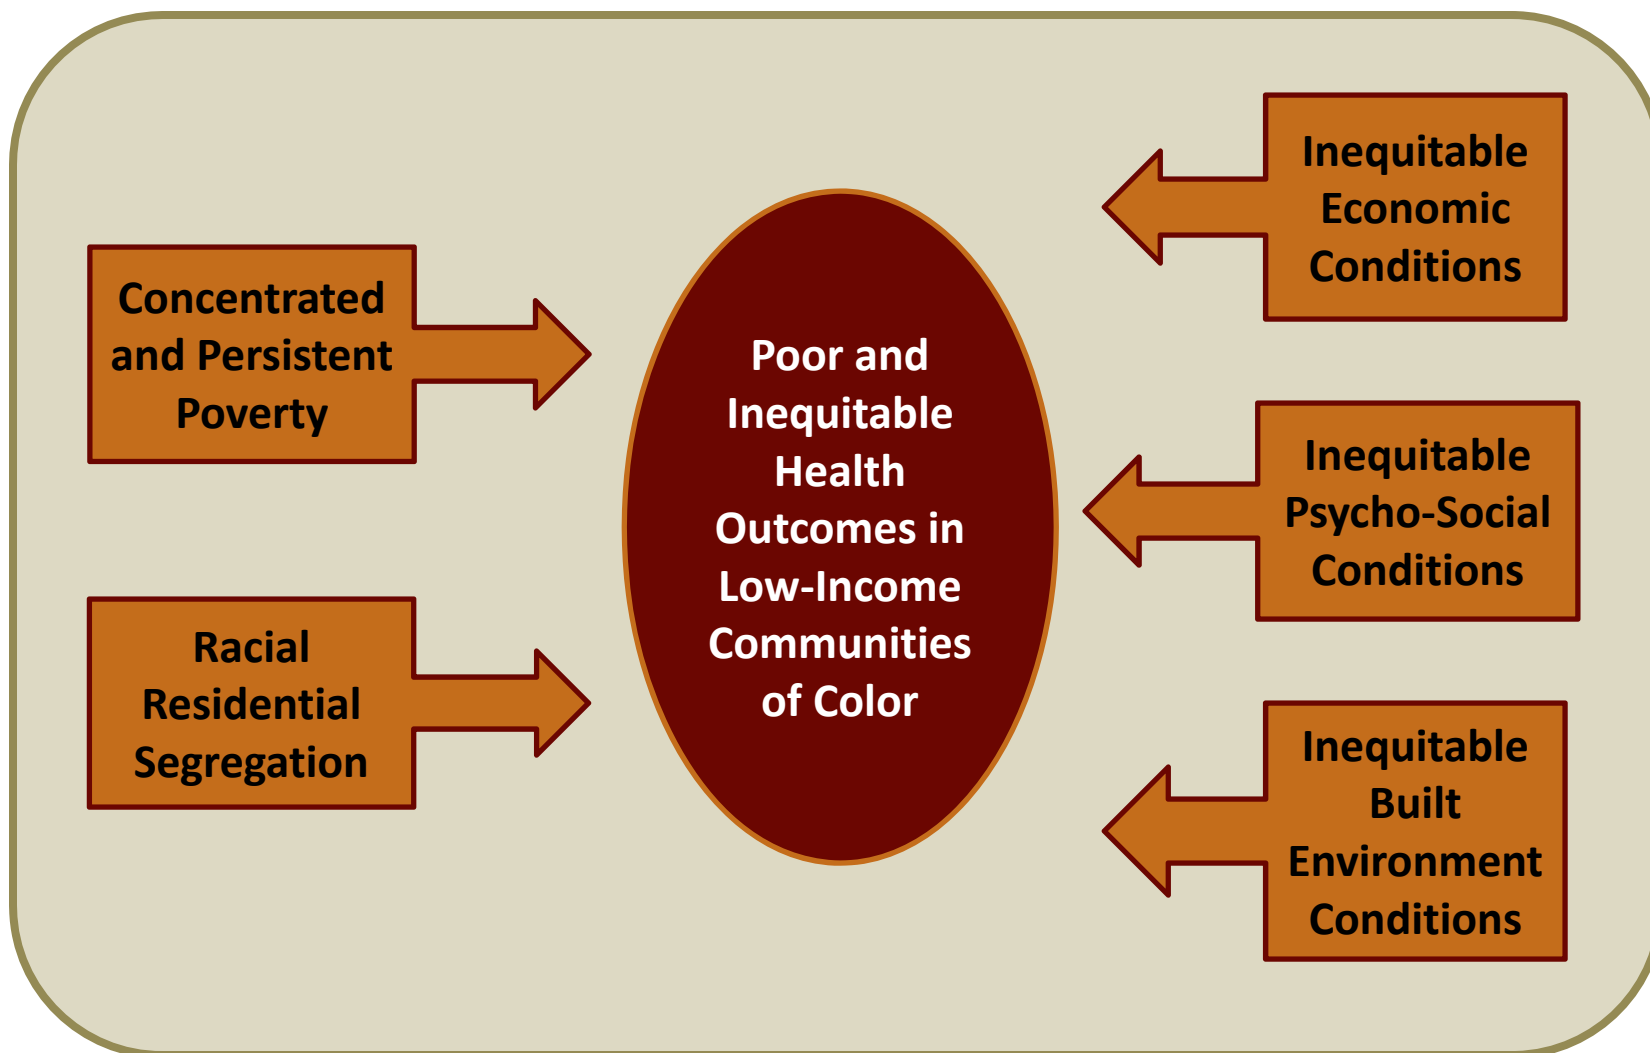 Concentrated
and Persistent
Poverty
Racial
Residential
Segregation
Poor and
Inequitable
Health
Outcomes in
Low-Income
Communities
of Color
Inequitable
Economic
Conditions
Inequitable
Psycho-Social
Conditions
Inequitable
Built
Environment
Conditions